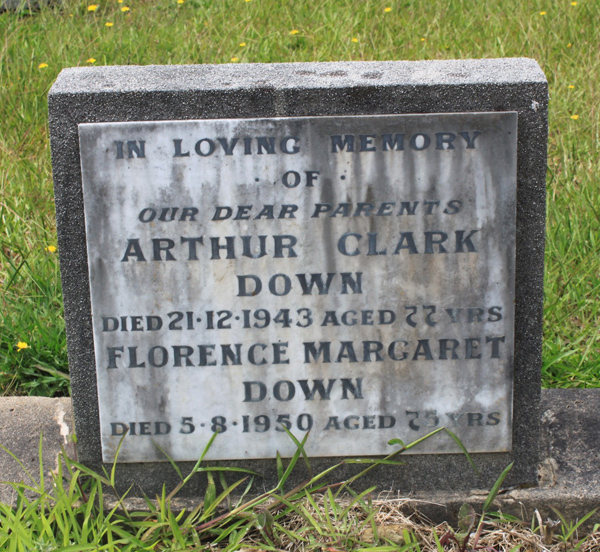 IN LOVING MEMORY
· OF ·
OUR DEAR PARENTS
ARTHUR CLARK
DOWN
DIED 21·12·1943 AGED 77 YRS
FLORENCE MARGARET
DOWN
DIED 5·8·1950 AGED 75 YRS